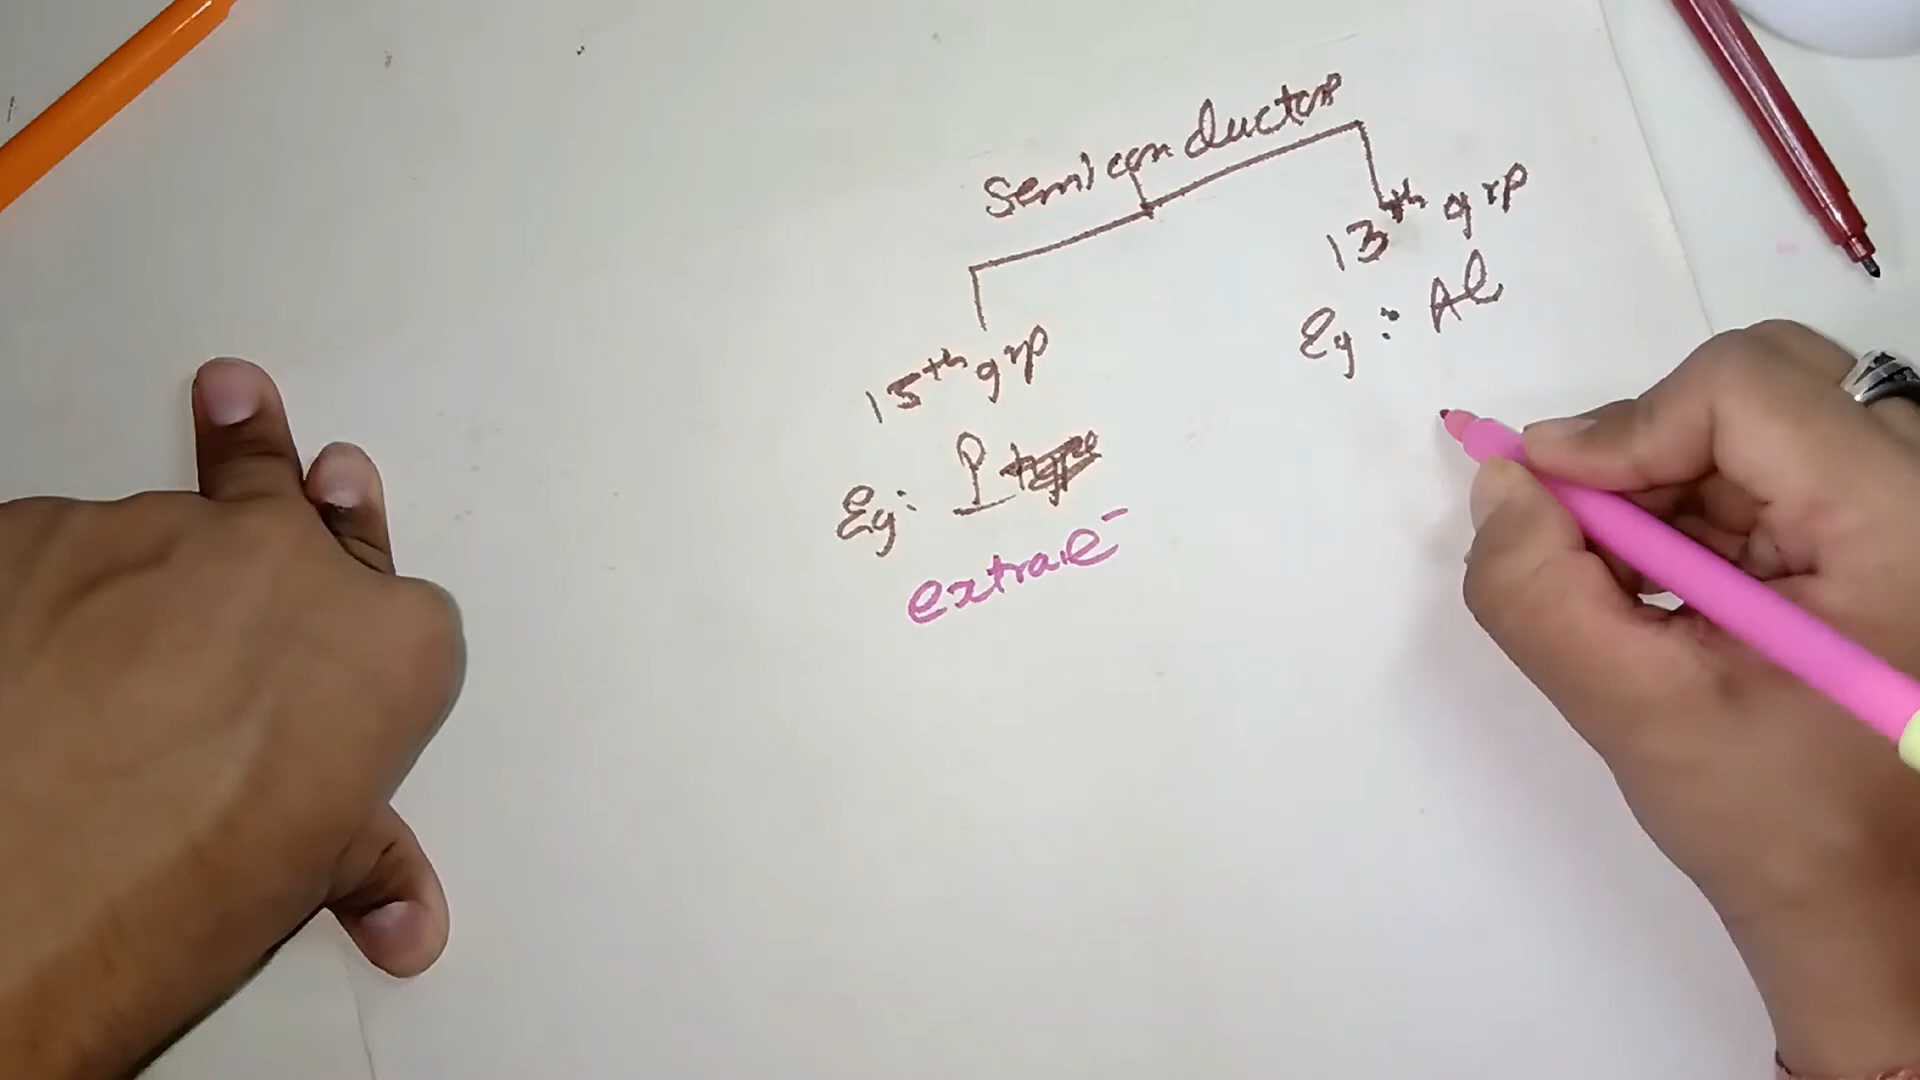 Semiconductor
15th grp
Eg: P
extra e-
13th grp
Eg: Al